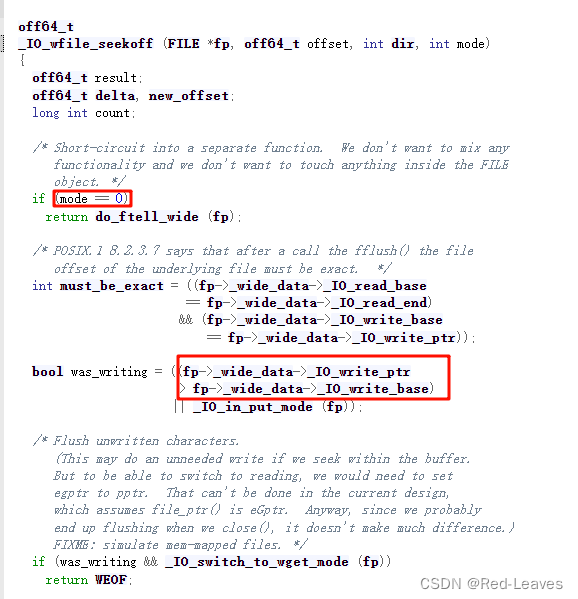 off64_t
_IO_wfile_seekoff (FILE *fp, off64_t offset, int dir, int mode)
{
off64_t result;
off64_t delta, new_offset;
long int count;
/* Short-circuit into a separate function.  We don't want to mix any
functionality and we don't want to touch anything inside the FILE
object. */
if (mode == 0)
return do_ftell_wide (fp);
/* POSIX.1 8.2.3.7 says that after a call the fflush() the file
offset of the underlying file must be exact.  */
int must_be_exact = ((fp->_wide_data->_IO_read_base
== fp->_wide_data->_IO_read_end)
&& (fp->_wide_data->_IO_write_base
== fp->_wide_data->_IO_write_ptr));
bool was_writing = ((fp->_wide_data->_IO_write_ptr
> fp->_wide_data->_IO_write_base)
|| _IO_in_put_mode (fp));
/* Flush unwritten characters.
(This may do an unneeded write if we seek within the buffer.
But to be able to switch to reading, we would need to set
egptr to pptr.  That can't be done in the current design,
which assumes file_ptr() is eGptr.  Anyway, since we probably
end up flushing when we close(), it doesn't make much difference.)
FIXME: simulate mem-mapped files. */
if (was_writing && _IO_switch_to_wget_mode (fp))
return WEOF;
CSDN @Red-Leaves